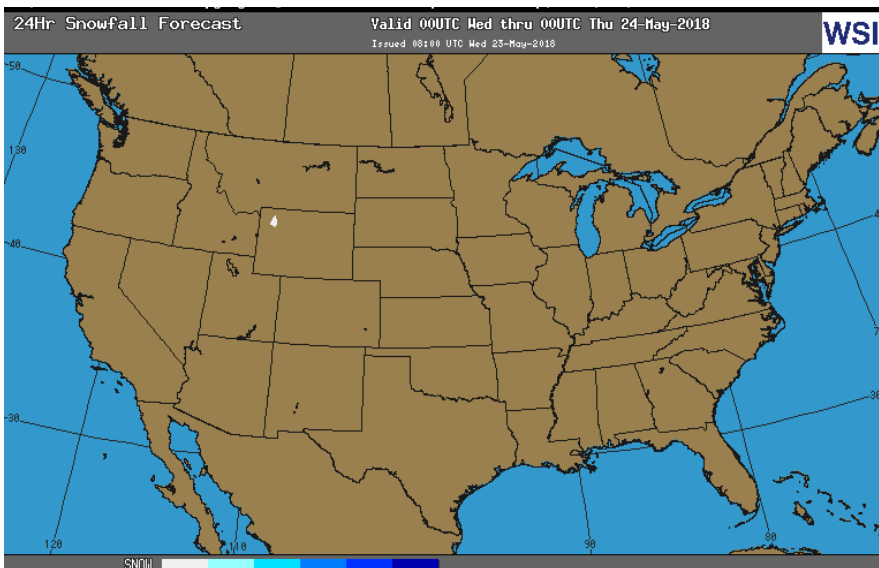 24Hr Snowfall Forecast
Valid 00UTC Wed thru 00UTC Thu 24-May-2018
Issued 08:00 UTC Wed 23-May-2018
WSI
-50
130
-40
-30
120
110
90
80
SNOW